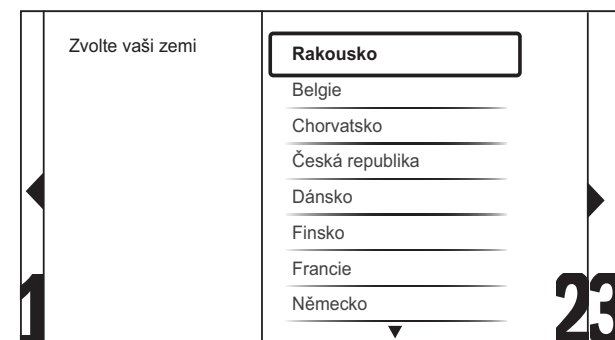 Zvolte vaši zemi
Rakousko
Belgie
Chorvatsko
Česká republika
Dánsko
Finsko
Francie
Německo
1
23